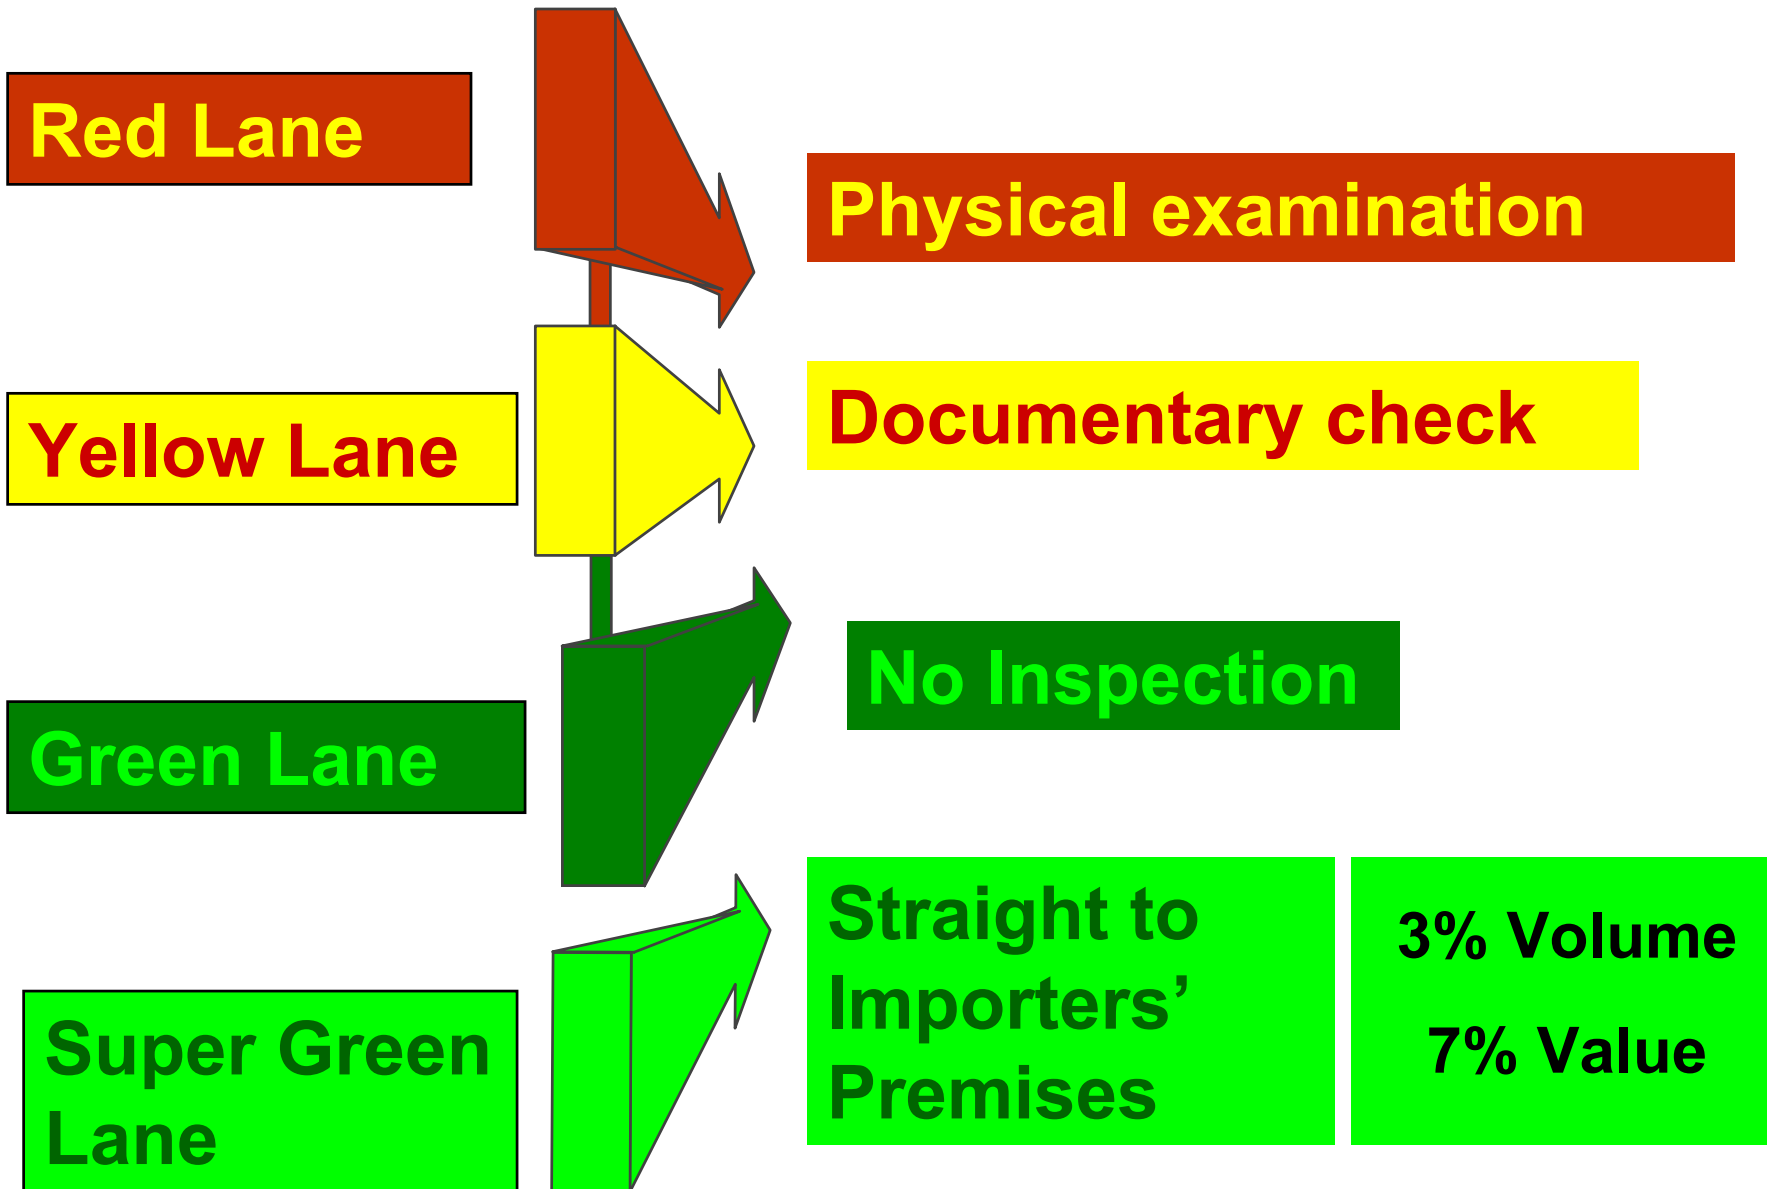 Red Lane
Physical examination
Yellow Lane
Documentary check
Green Lane
No Inspection
Super Green
Lane
Straight to
Importers’
Premises
3% Volume
7% Value